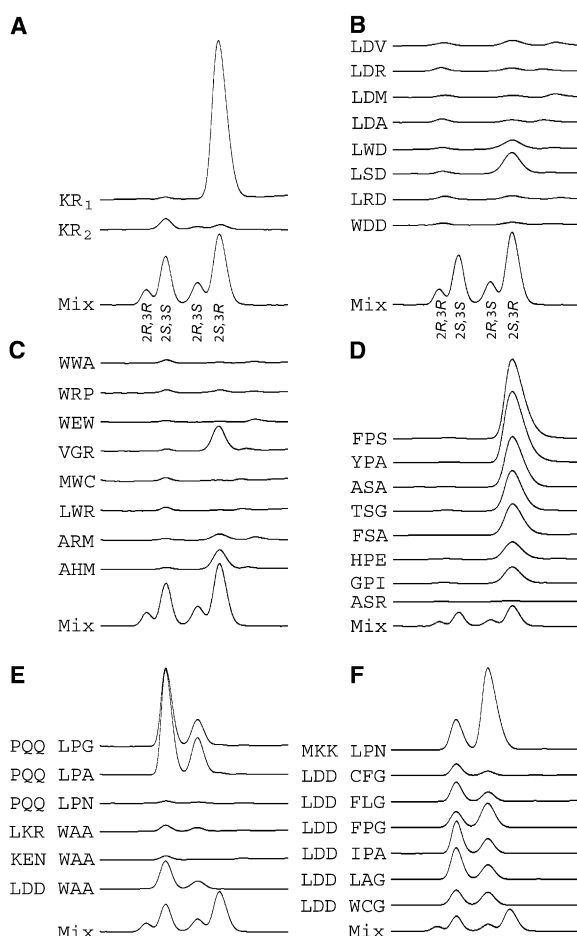 A
KR1
KR2
Mix
2R,3R
2S,3S
2R,3S
2S,3R
B
LDV
LDR
LDM
LDA
LWD
LSD
LRD
WDD
Mix
2R,3R
2S,3S
2R,3S
2S,3R
C
WWA
WRP
WEW
VGR
MWC
LWR
ARM
AHM
Mix
D
FPS
YPA
ASA
TSG
FSA
HPE
GPI
ASR
Mix
E
PQQ LPG
PQQ LPA
PQQ LPN
LKR WAA
KEN WAA
LDD WAA
Mix
F
MKK LPN
LDD CFG
LDD FLG
LDD FPG
LDD IPA
LDD LAG
LDD WCG
Mix